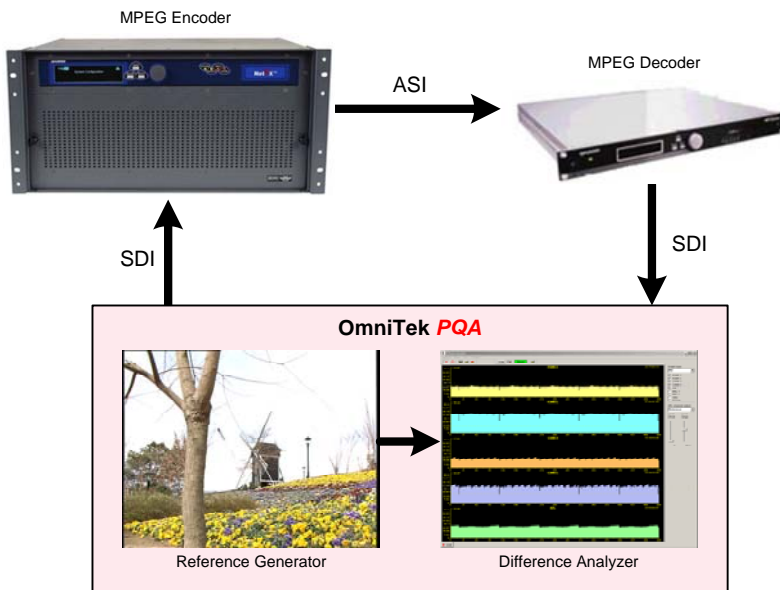 MPEG Encoder
MPEG Decoder
ASI
SDI
SDI
OmniTek PQA
Reference Generator
Difference Analyzer